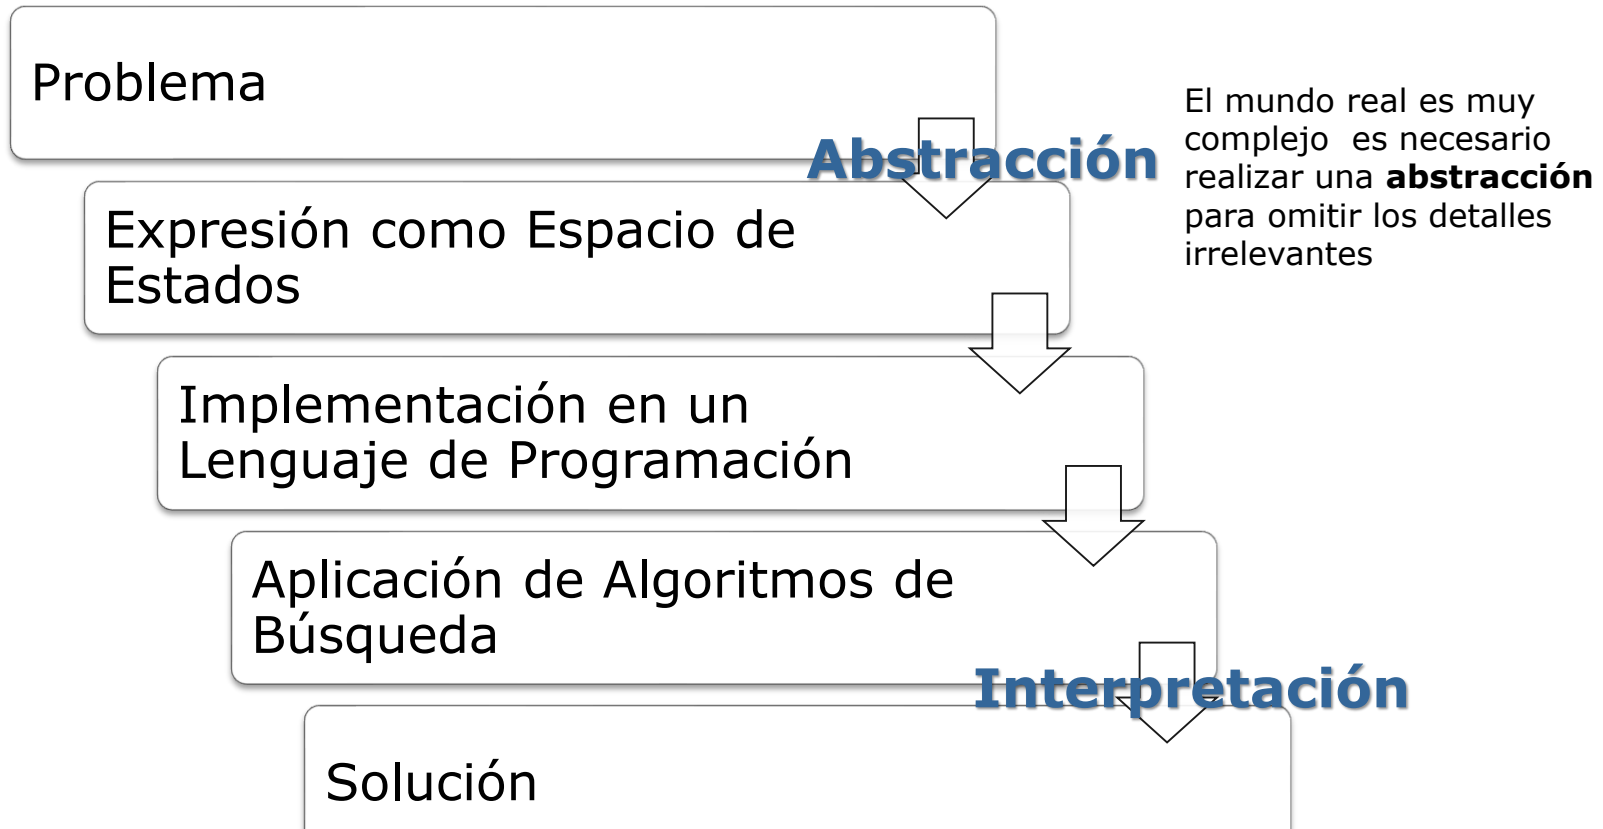 Problema
Abstracción
El mundo real es muy
complejo  es necesario
realizar una abstracción
para omitir los detalles
irrelevantes
Expresión como Espacio de
Estados
Implementación en un
Lenguaje de Programación
Aplicación de Algoritmos de
Búsqueda
Interpretación
Solución